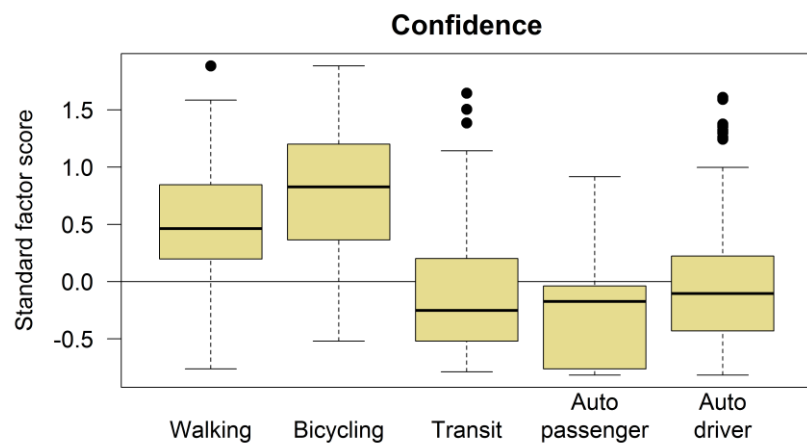 Confidence
Standard factor score
1.5
1.0
0.5
0.0
-0.5
Walking
Bicycling
Transit
Auto
passenger
Auto
driver